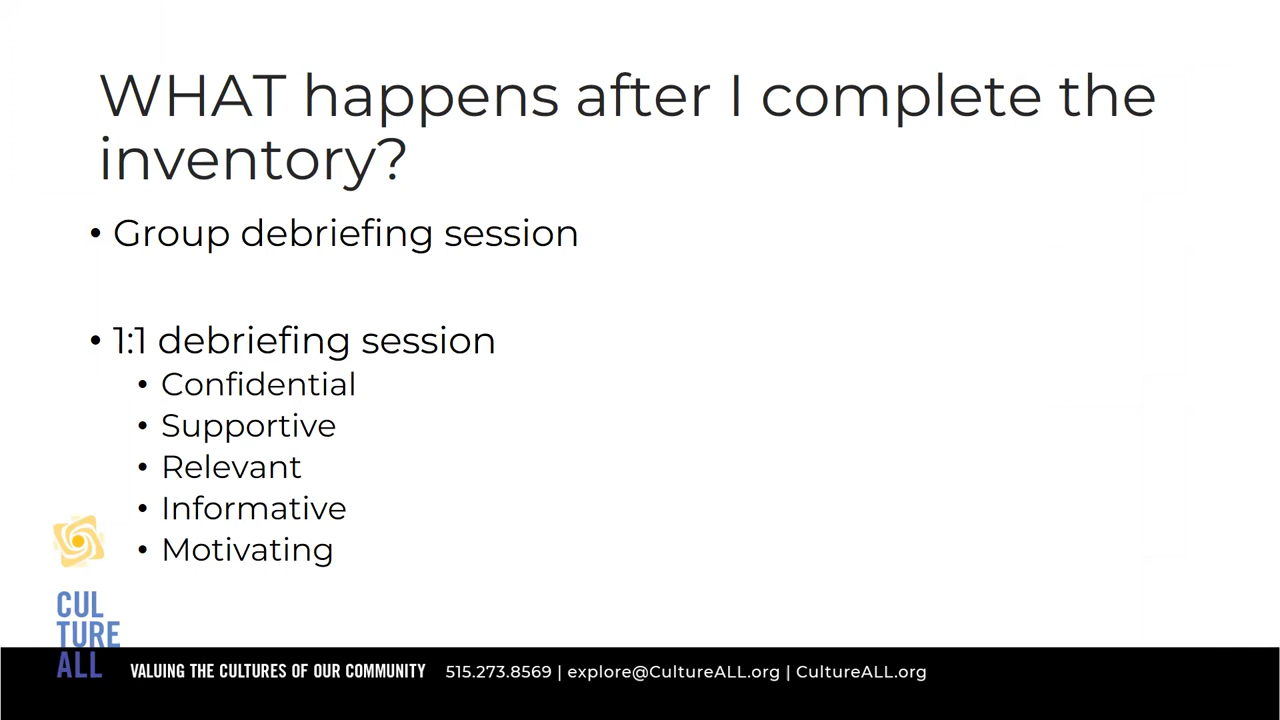 WHAT happens after I complete the
inventory?
• Group debriefing session
• 1:1 debriefing session
• Confidential
• Supportive
• Relevant
• Informative
• Motivating
CUL
TURE
ALL
VALUING THE CULTURES OF OUR COMMUNITY 515.273.8569 | explore@CultureALL.org | CultureALL.org